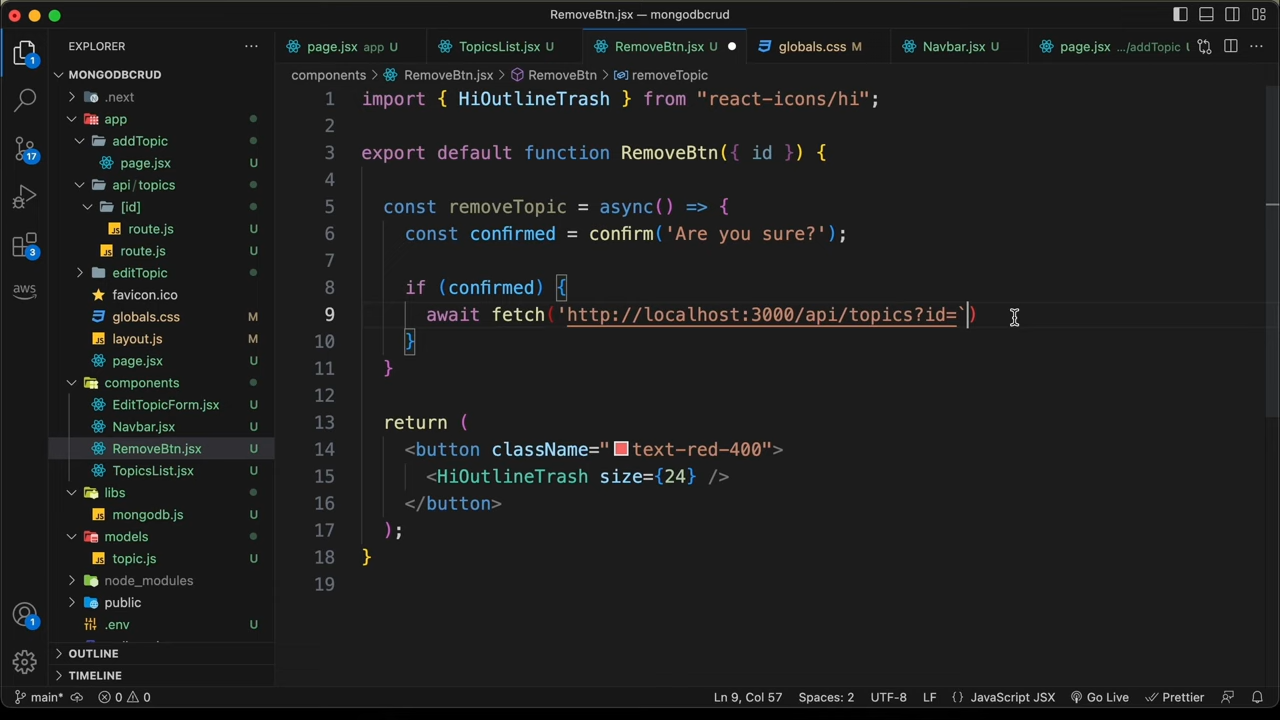 RemoveBtn.jsx — mongodbcrud
EXPLORER
MONGODBCRUD
.next
app
addTopic
page.jsx U
api/topics
[id]
route.js U
route.js U
editTopic
favicon.ico
globals.css M
layout.js M
page.jsx U
components
EditTopicForm.jsx U
Navbar.jsx U
RemoveBtn.jsx U
TopicsList.jsx U
libs
mongodb.js U
models
topic.js U
node_modules
public
.env U
OUTLINE
TIMELINE
1
17
3
aws
1
page.jsx app U
TopicsList.jsx U
RemoveBtn.jsx U
globals.css M
Navbar.jsx U
page.jsx .../addTopic U
components > RemoveBtn.jsx > RemoveBtn > removeTopic
1 import { HiOutlineTrash } from "react-icons/hi";
2
3 export default function RemoveBtn({ id }) {
4
5 const removeTopic = async() => {
6 const confirmed = confirm('Are you sure?');
7
8 if (confirmed) {
9 await fetch('http://localhost:3000/api/topics?id=`)
10 }
11 }
12
13 return (
14 <button className="text-red-400">
15 <HiOutlineTrash size={24} />
16 </button>
17 );
18 }
19
main* 0 0 Ln 9, Col 57 Spaces: 2 UTF-8 LF {} JavaScript JSX Go Live Prettier